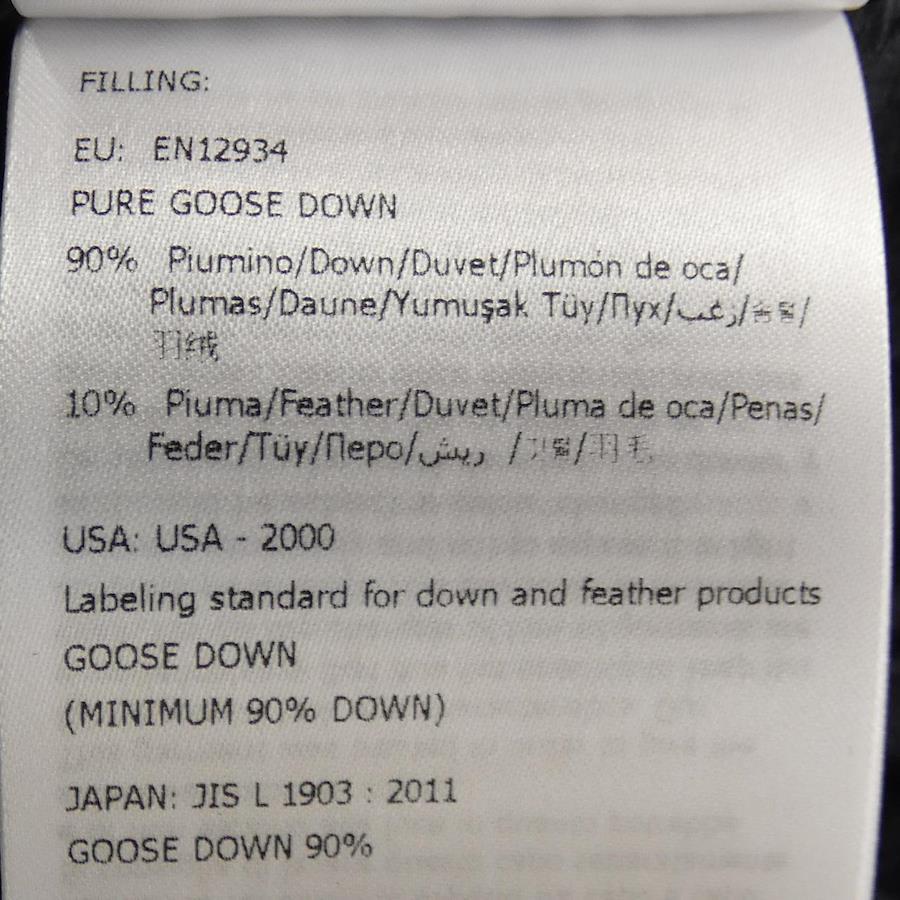 FILLING:
EU: EN12934
PURE GOOSE DOWN
90% Piumino/Down/Duvet/Plumón de oca/
Plumas/Daune/Yumuşak Tüy/Пух/زغب/솜털/
羽绒
10% Piuma/Feather/Duvet/Pluma de oca/Penas/
Feder/Tüy/Перо/ريش /깃털/羽毛
USA: USA - 2000
Labeling standard for down and feather products
GOOSE DOWN
(MINIMUM 90% DOWN)
JAPAN: JIS L 1903 : 2011
GOOSE DOWN 90%